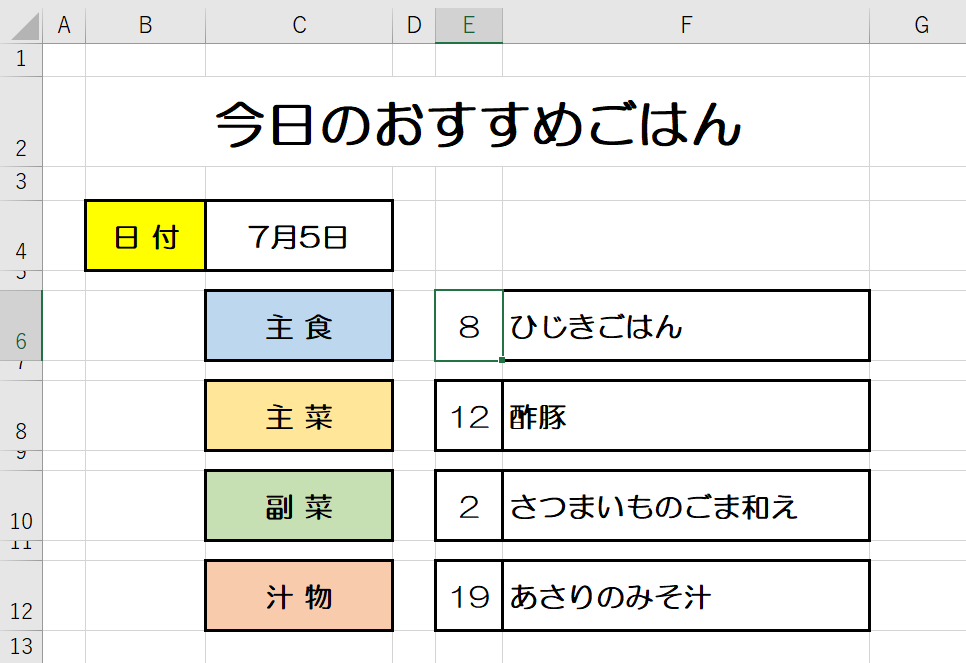 A B C D E F G
1
2 今日のおすすめごはん
3
4 日 付 7月5日
5
6 主 食 8 ひじきごはん
7
8 主 菜 12 酢豚
9
10 副 菜 2 さつまいものごま和え
11
12 汁 物 19 あさりのみそ汁
13